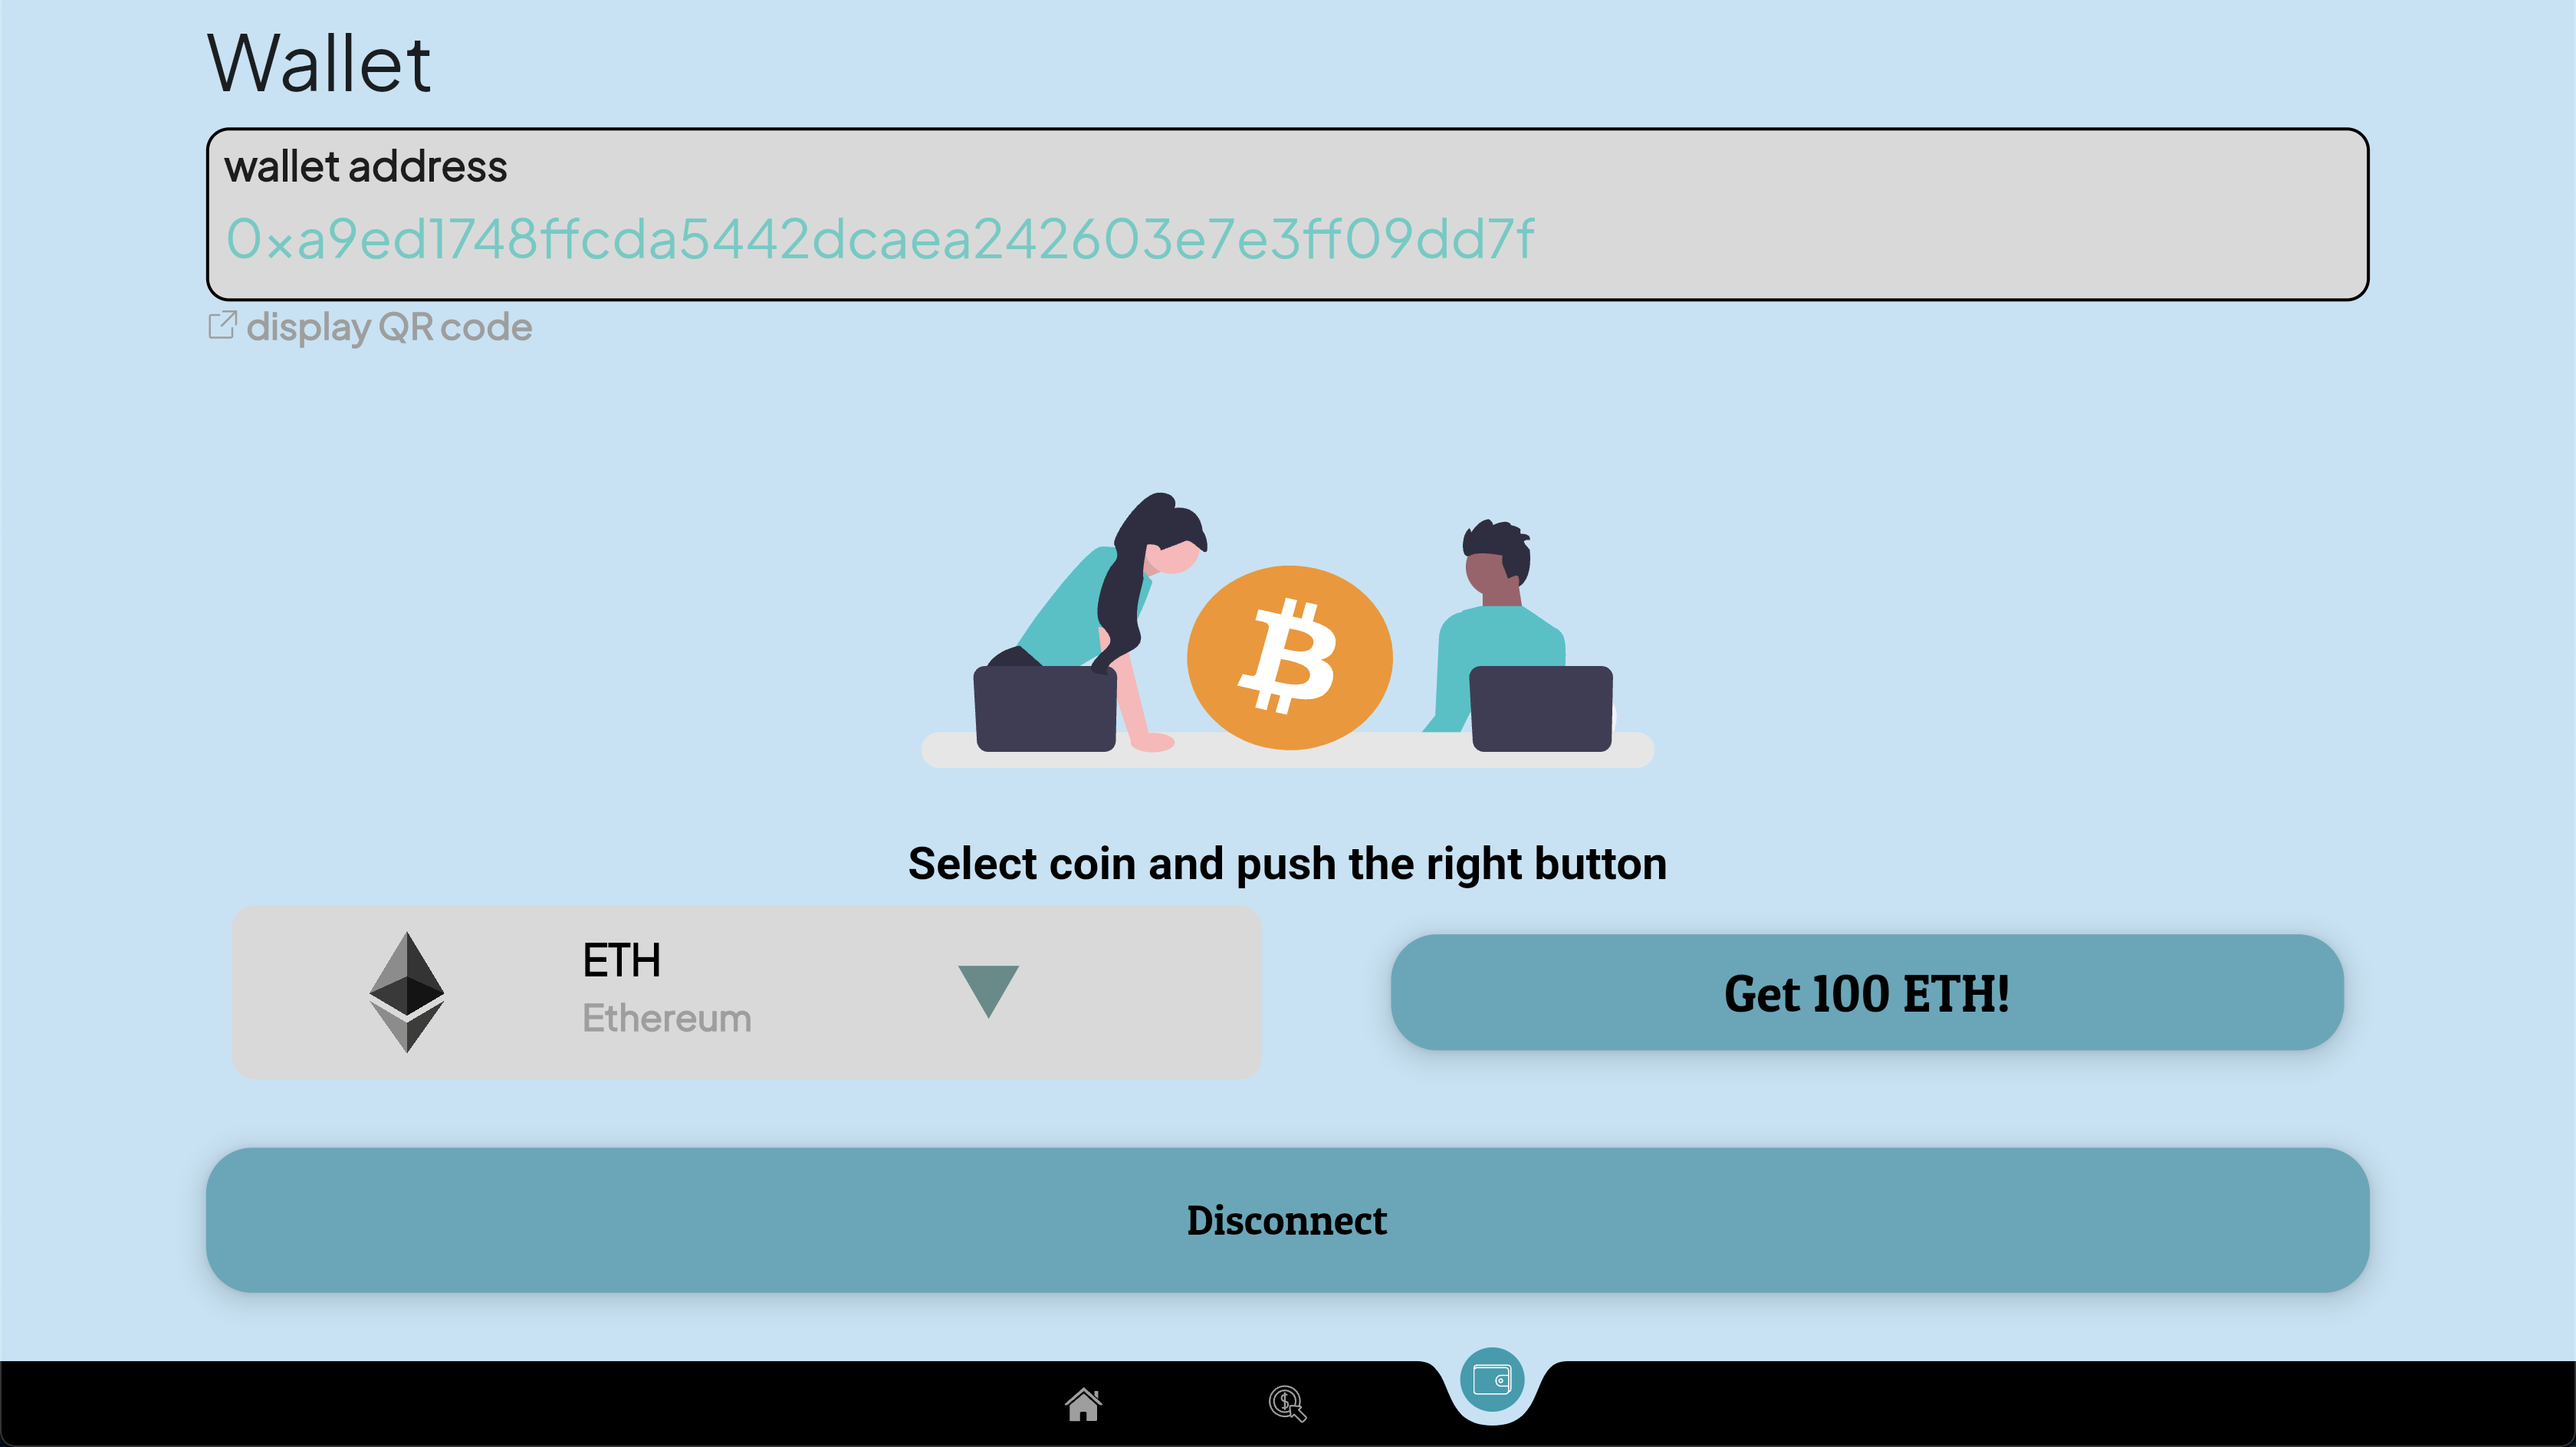 Wallet
wallet address
0xa9ed1748ffcda5442dcaea242603e7e3ff09dd7f
display QR code
Select coin and push the right button
ETH
Ethereum
Get 100 ETH!
Disconnect